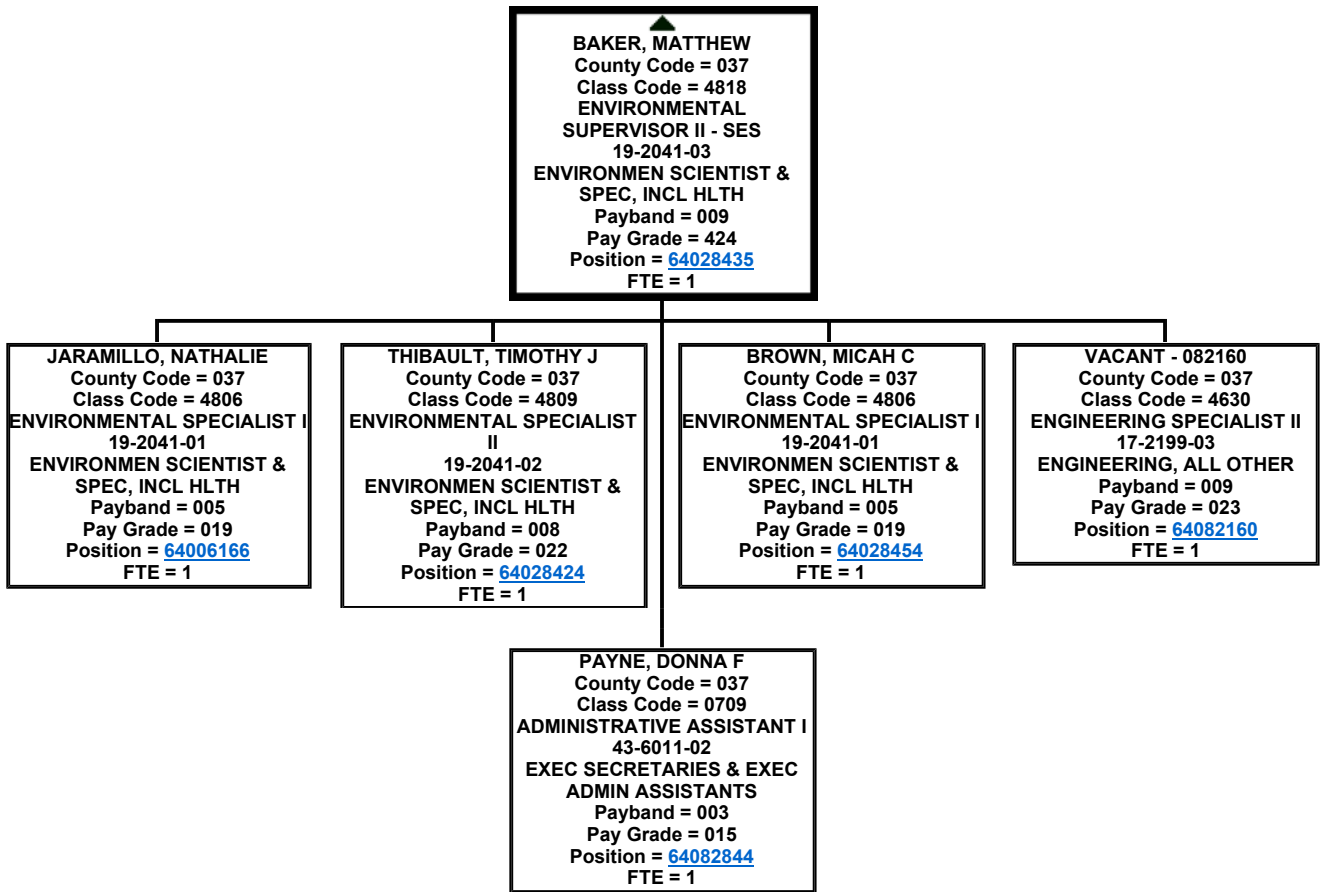 BAKER, MATTHEW
County Code = 037
Class Code = 4818
ENVIRONMENTAL
SUPERVISOR II - SES
19-2041-03
ENVIRONMEN SCIENTIST &
SPEC, INCL HLTH
Payband = 009
Pay Grade = 424
Position = 64028435
FTE = 1
JARAMILLO, NATHALIE
County Code = 037
Class Code = 4806
ENVIRONMENTAL SPECIALIST I
19-2041-01
ENVIRONMEN SCIENTIST &
SPEC, INCL HLTH
Payband = 005
Pay Grade = 019
Position = 64006166
FTE = 1
THIBAULT, TIMOTHY J
County Code = 037
Class Code = 4809
ENVIRONMENTAL SPECIALIST
II
19-2041-02
ENVIRONMEN SCIENTIST &
SPEC, INCL HLTH
Payband = 008
Pay Grade = 022
Position = 64028424
FTE = 1
BROWN, MICAH C
County Code = 037
Class Code = 4806
ENVIRONMENTAL SPECIALIST I
19-2041-01
ENVIRONMEN SCIENTIST &
SPEC, INCL HLTH
Payband = 005
Pay Grade = 019
Position = 64028454
FTE = 1
VACANT - 082160
County Code = 037
Class Code = 4630
ENGINEERING SPECIALIST II
17-2199-03
ENGINEERING, ALL OTHER
Payband = 009
Pay Grade = 023
Position = 64082160
FTE = 1
PAYNE, DONNA F
County Code = 037
Class Code = 0709
ADMINISTRATIVE ASSISTANT I
43-6011-02
EXEC SECRETARIES & EXEC
ADMIN ASSISTANTS
Payband = 003
Pay Grade = 015
Position = 64082844
FTE = 1